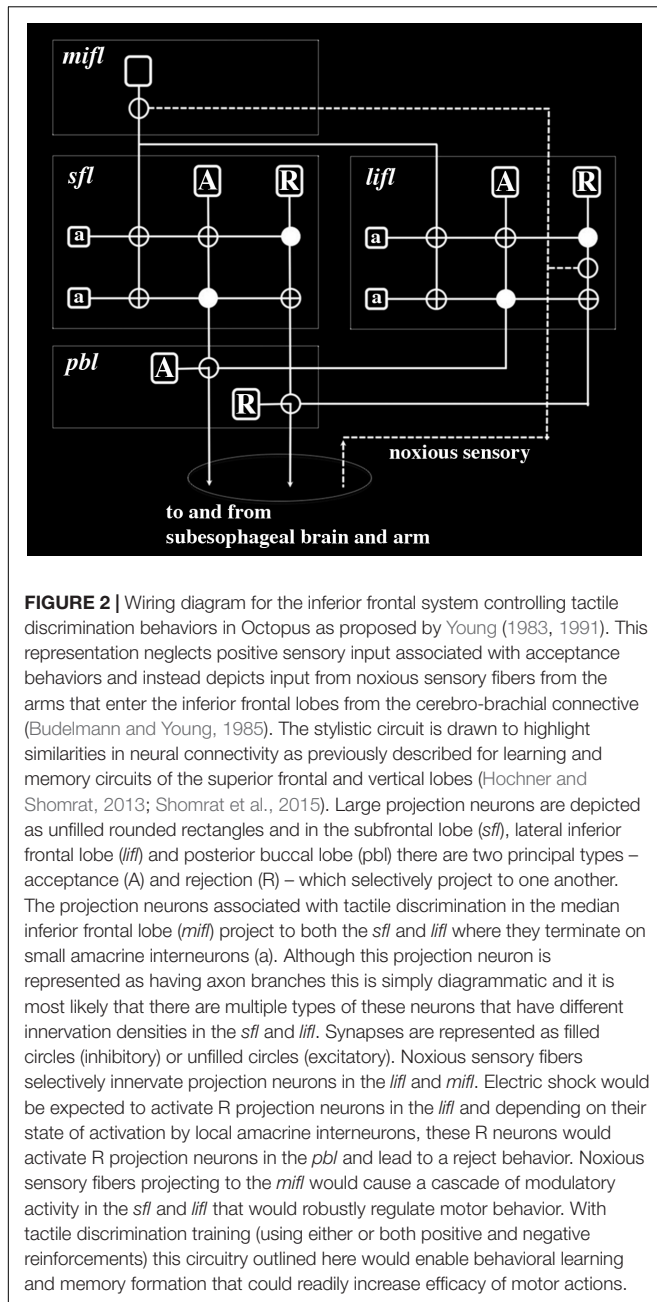 mifl
sfl
A
R
lifl
A
R
a
a
a
a
pbl
A
R
noxious sensory
to and from
subesophageal brain and arm
FIGURE 2 | Wiring diagram for the inferior frontal system controlling tactile
discrimination behaviors in Octopus as proposed by Young (1983, 1991). This
representation neglects positive sensory input associated with acceptance
behaviors and instead depicts input from noxious sensory fibers from the
arms that enter the inferior frontal lobes from the cerebro-brachial connective
(Budelmann and Young, 1985). The stylistic circuit is drawn to highlight
similarities in neural connectivity as previously described for learning and
memory circuits of the superior frontal and vertical lobes (Hochner and
Shomrat, 2013; Shomrat et al., 2015). Large projection neurons are depicted
as unfilled rounded rectangles and in the subfrontal lobe (sfl), lateral inferior
frontal lobe (lifl) and posterior buccal lobe (pbl) there are two principal types –
acceptance (A) and rejection (R) – which selectively project to one another.
The projection neurons associated with tactile discrimination in the median
inferior frontal lobe (mifl) project to both the sfl and lifl where they terminate on
small amacrine interneurons (a). Although this projection neuron is
represented as having axon branches this is simply diagrammatic and it is
most likely that there are multiple types of these neurons that have different
innervation densities in the sfl and lifl. Synapses are represented as filled
circles (inhibitory) or unfilled circles (excitatory). Noxious sensory fibers
selectively innervate projection neurons in the lifl and mifl. Electric shock would
be expected to activate R projection neurons in the lifl and depending on their
state of activation by local amacrine interneurons, these R neurons would
activate R projection neurons in the pbl and lead to a reject behavior. Noxious
sensory fibers projecting to the mifl would cause a cascade of modulatory
activity in the sfl and lifl that would robustly regulate motor behavior. With
tactile discrimination training (using either or both positive and negative
reinforcements) this circuitry outlined here would enable behavioral learning
and memory formation that could readily increase efficacy of motor actions.